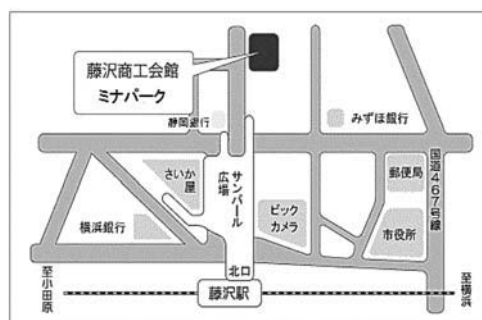 藤沢商工会館
ミナパーク
静岡銀行
みずほ銀行
国道467号線
さいか
屋
サンパール
広場
郵便局
ビック
カメラ
横浜銀行
市役所
北口
至小田原
藤沢駅
至横浜